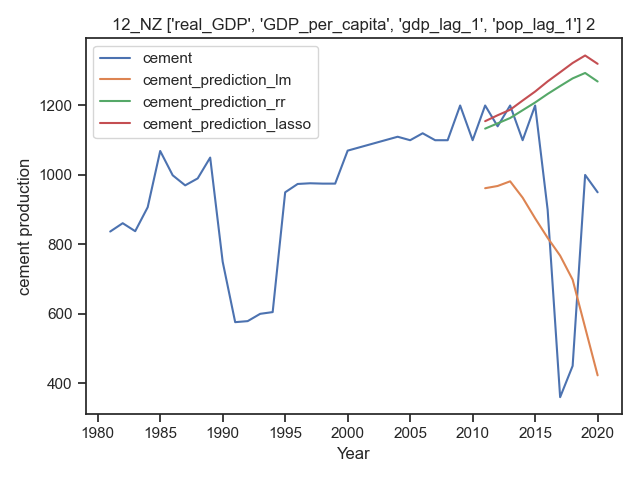 12_NZ ['real_GDP', 'GDP_per_capita', 'gdp_lag_1', 'pop_lag_1'] 2
cement
cement_prediction_lm
cement_prediction_rr
cement_prediction_lasso
cement production
1200
1000
800
600
400
1980 1985 1990 1995 2000 2005 2010 2015 2020
Year